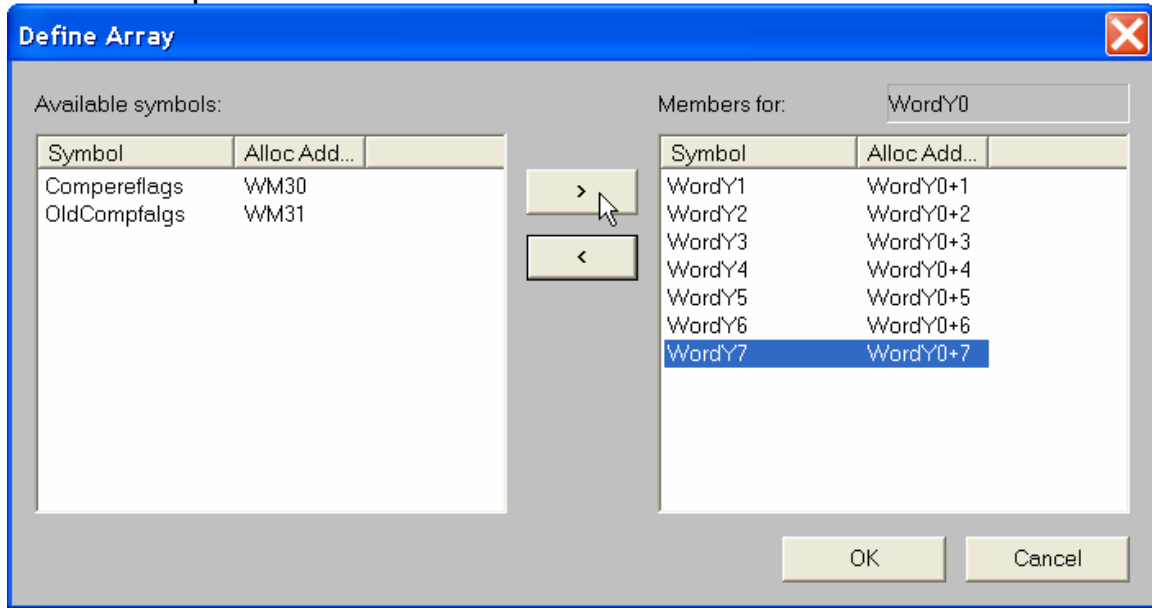 Define Array
Available symbols:
Members for: WordY0
Symbol Alloc Add...
Compereflags WM30
OldCompfalgs WM31
>
<
Symbol Alloc Add...
WordY1 WordY0+1
WordY2 WordY0+2
WordY3 WordY0+3
WordY4 WordY0+4
WordY5 WordY0+5
WordY6 WordY0+6
WordY7 WordY0+7
OK Cancel